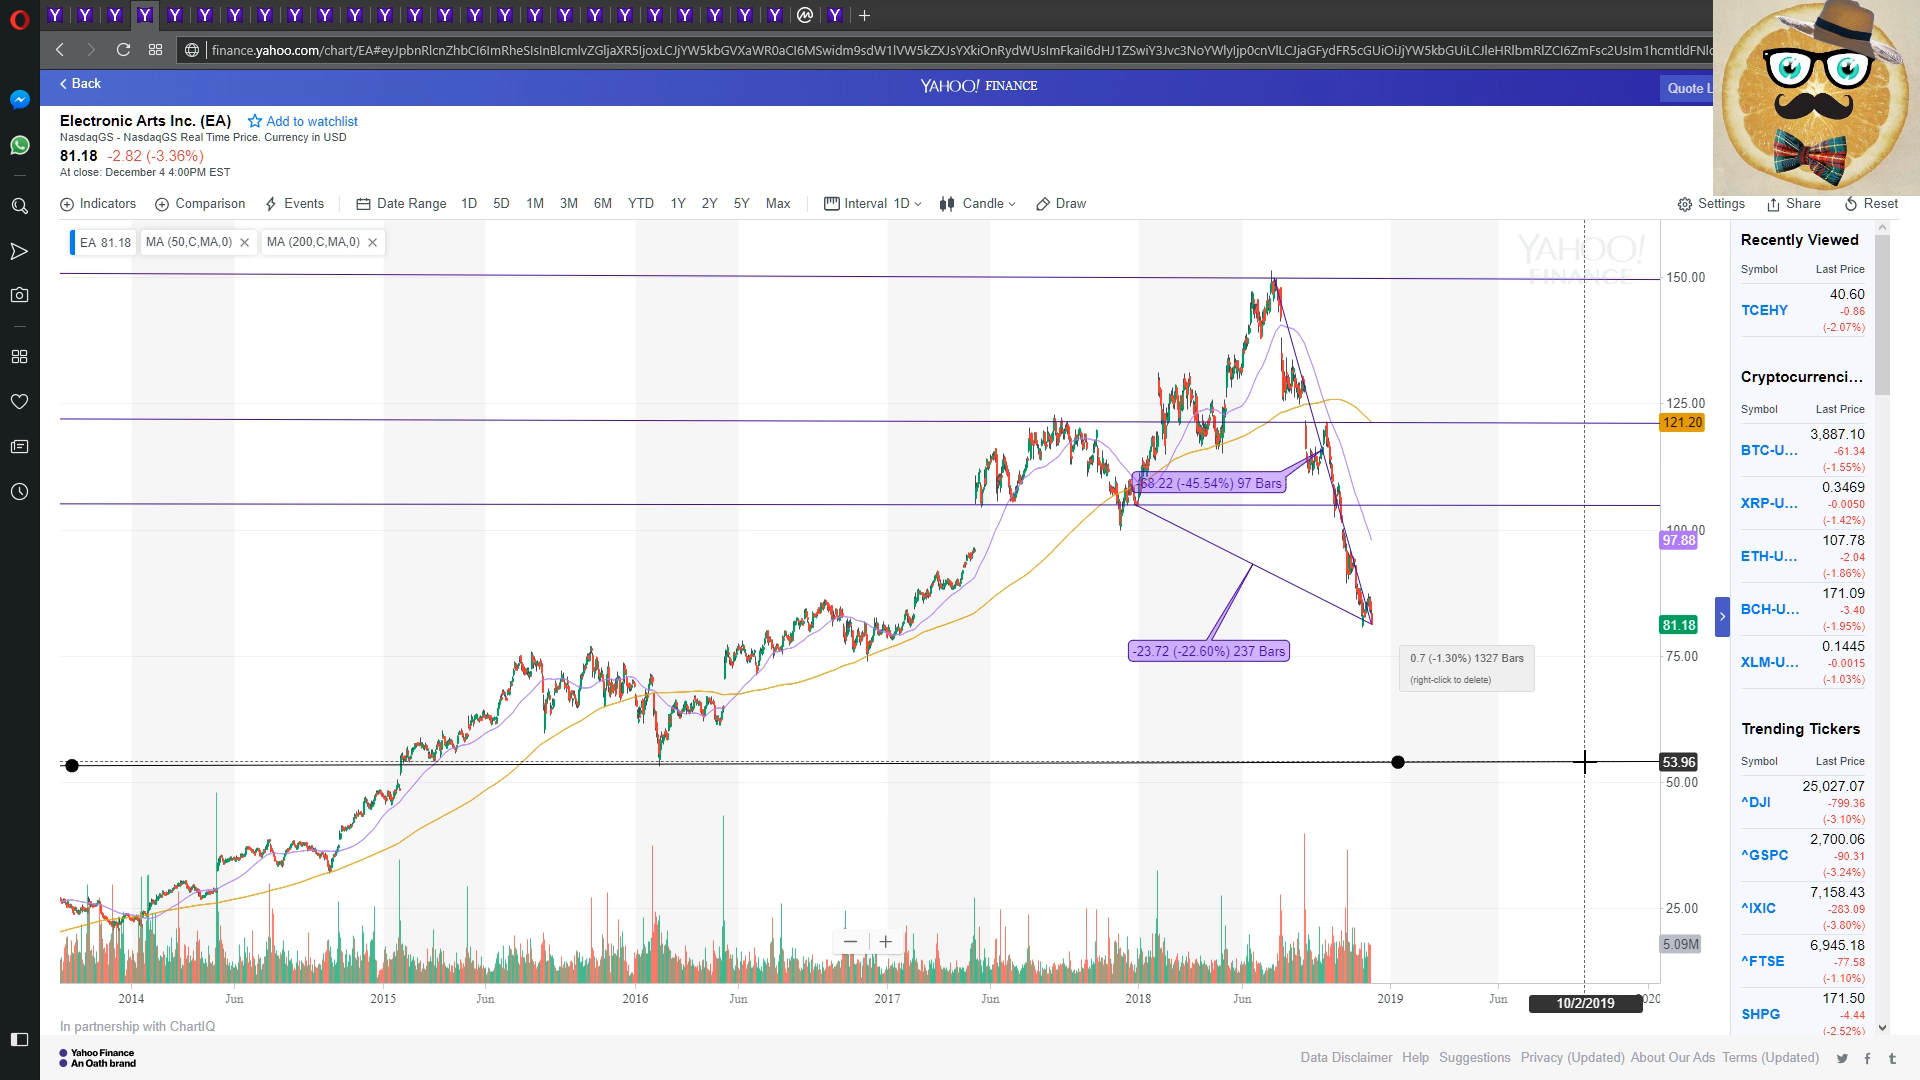 finance.yahoo.com/chart/EA#eyJpbnRlcnZhbCI6ImRheSIsInBlcmlvZGljaXR5IjoxLCJjYW5kbGVXaWR0aCI6MSwidm9sdW1lVW5kZXJsYXkiOnRydWUsImFkaiI6dHJ1ZSwiY3Jvc3NoYWlyIjp0cnVlLCJjaGFydFR5cGUiOiJjYW5kbGUiLCJleHRlbmRlZCI6ZmFsc2UsIm1hcmtldFNlc
Back
YAHOO! FINANCE
Quote L
Electronic Arts Inc. (EA) Add to watchlist
NasdaqGS - NasdaqGS Real Time Price. Currency in USD
81.18 -2.82 (-3.36%)
At close: December 4 4:00PM EST
Indicators Comparison Events Date Range 1D 5D 1M 3M 6M YTD 1Y 2Y 5Y Max Interval 1D Candle Draw Settings Share Reset
EA 81.18 MA (50,C,MA,0) MA (200,C,MA,0)
YAHOO!
FINANCE
150.00
125.00
121.20
-68.22 (-45.54%) 97 Bars
100.00
97.88
81.18
-23.72 (-22.60%) 237 Bars
75.00
0.7 (-1.30%) 1327 Bars
(right-click to delete)
53.96
50.00
25.00
5.09M
2014 Jun 2015 Jun 2016 Jun 2017 Jun 2018 Jun 2019 Jun 10/2/2019 2020
In partnership with ChartIQ
Recently Viewed
Symbol Last Price
TCEHY 40.60
-0.86
(-2.07%)
Cryptocurrenci...
Symbol Last Price
BTC-U... 3,887.10
-61.34
(-1.55%)
XRP-U... 0.3469
-0.0050
(-1.42%)
ETH-U... 107.78
-2.04
(-1.86%)
BCH-U... 171.09
-3.40
(-1.95%)
XLM-U... 0.1445
-0.0015
(-1.03%)
Trending Tickers
Symbol Last Price
^DJI 25,027.07
-799.36
(-3.10%)
^GSPC 2,700.06
-90.31
(-3.24%)
^IXIC 7,158.43
-283.09
(-3.80%)
^FTSE 6,945.18
-77.58
(-1.10%)
SHPG 171.50
-4.44
(-2.52%)
Yahoo Finance
An Oath brand
Data Disclaimer Help Suggestions Privacy (Updated) About Our Ads Terms (Updated)